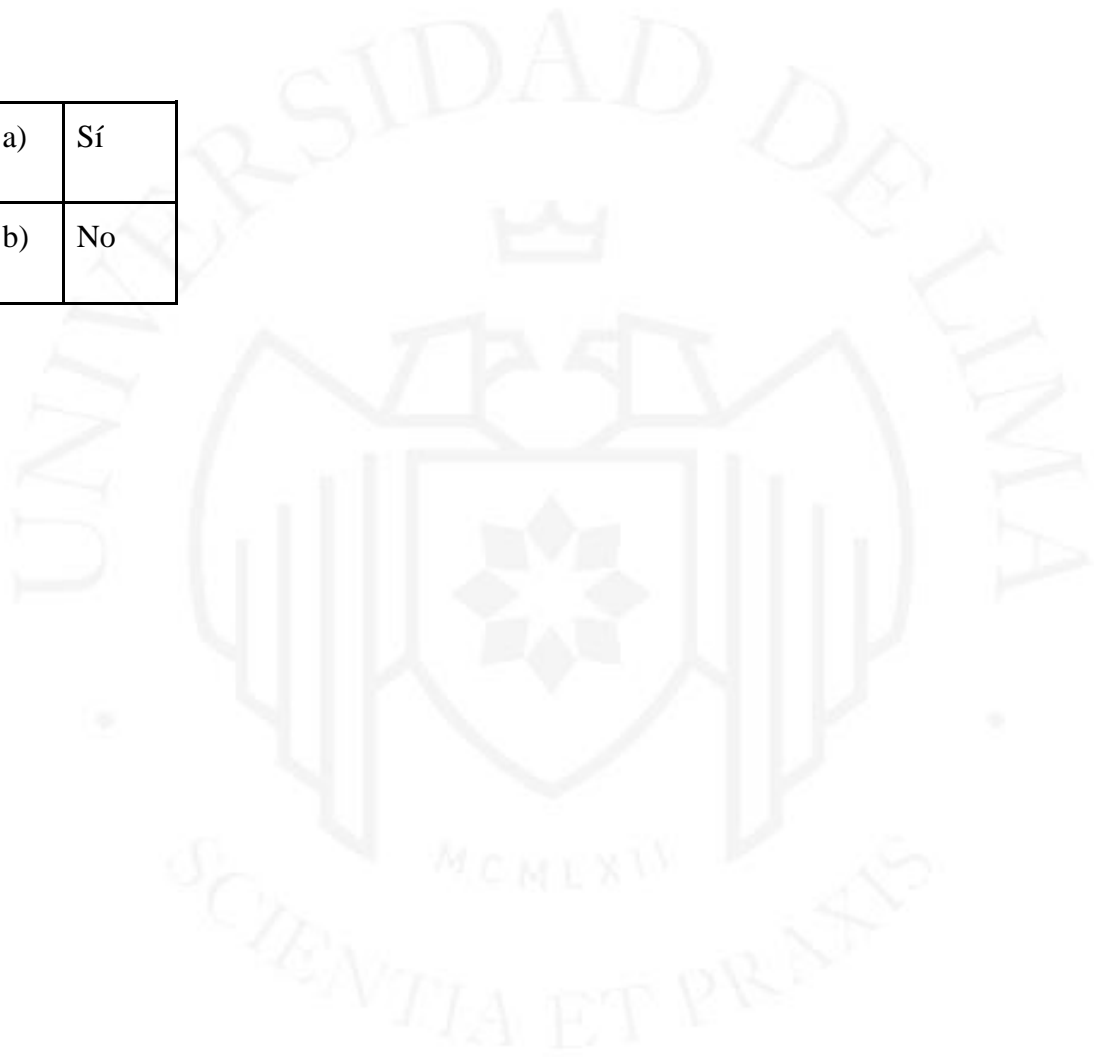 a) Sí
b) No
UNIVERSIDAD DE LIMA
MCMLXII
SCIENTIA ET PRAXIS